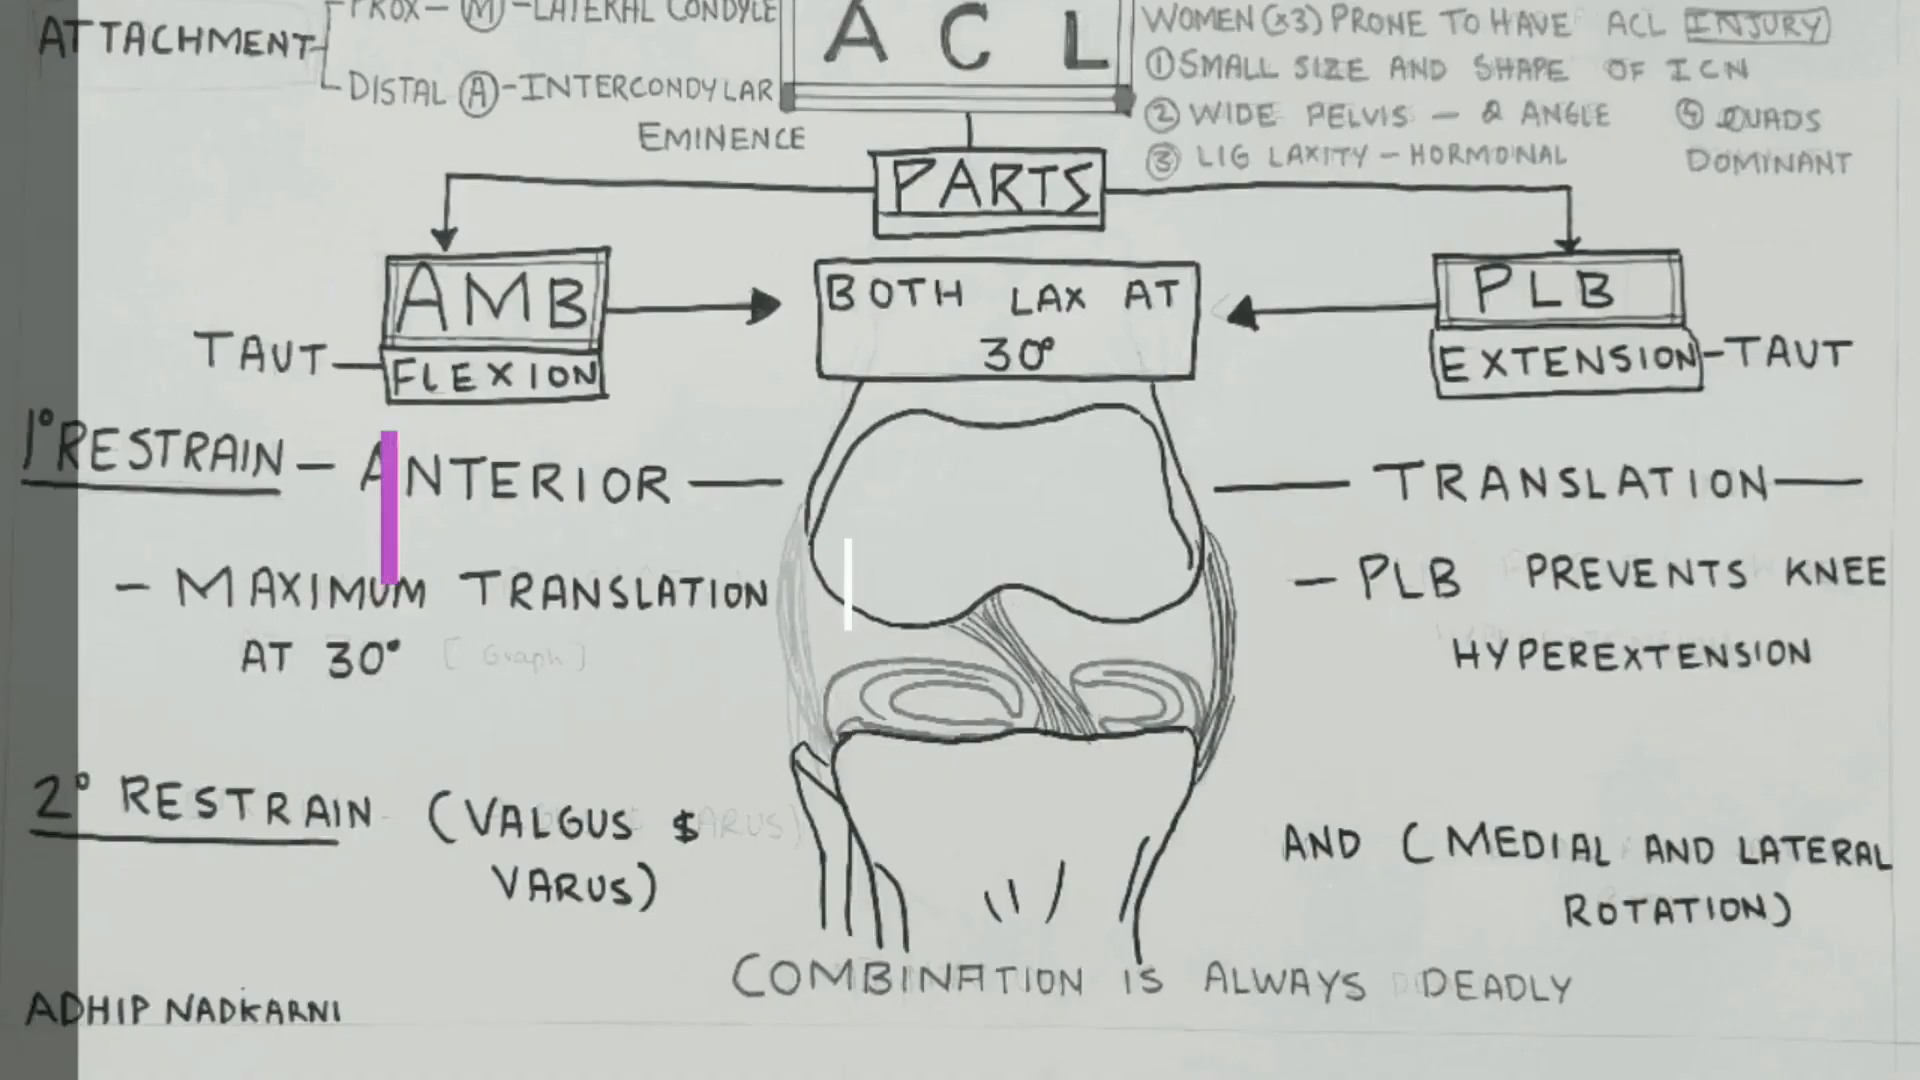 ATTACHMENT
PROX - (M) - LATERAL CONDYLE
DISTAL (A) - INTERCONDYLAR
EMINENCE
ACL
WOMEN (x3) PRONE TO HAVE ACL INJURY
① SMALL SIZE AND SHAPE OF ICN
② WIDE PELVIS - Q ANGLE
③ LIG LAXITY - HORMONAL
④ QUADS
DOMINANT
PARTS
AMB
FLEXION
TAUT
BOTH LAX AT
30°
PLB
EXTENSION - TAUT
1° RESTRAIN - ANTERIOR — — TRANSLATION —
- MAXIMUM TRANSLATION
AT 30° [Graph]
- PLB PREVENTS KNEE
HYPEREXTENSION
2° RESTRAIN (VALGUS $
VARUS)
AND (MEDIAL AND LATERAL
ROTATION)
COMBINATION IS ALWAYS DEADLY
ADHIP NADKARNI